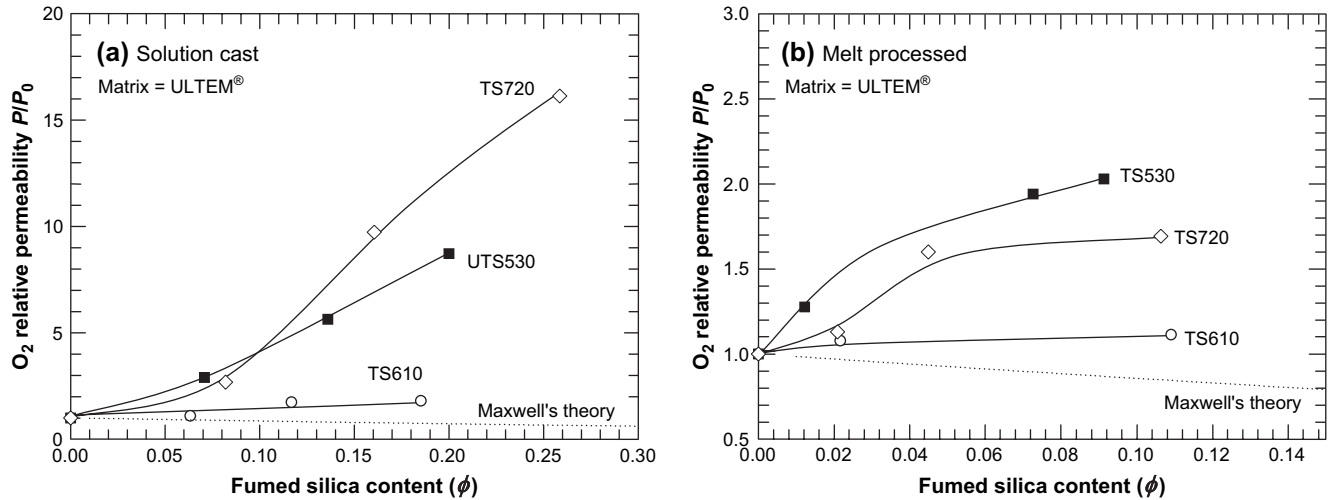 (a) Solution cast
Matrix = ULTEM®
TS720
UTS530
TS610
Maxwell's theory
20
15
10
5
0
0.00 0.05 0.10 0.15 0.20 0.25 0.30
O2 relative permeability P/P0
Fumed silica content (ϕ)
(b) Melt processed
Matrix = ULTEM®
TS530
TS720
TS610
Maxwell's theory
3.0
2.5
2.0
1.5
1.0
0.5
0.00 0.02 0.04 0.06 0.08 0.10 0.12 0.14
O2 relative permeability P/P0
Fumed silica content (ϕ)